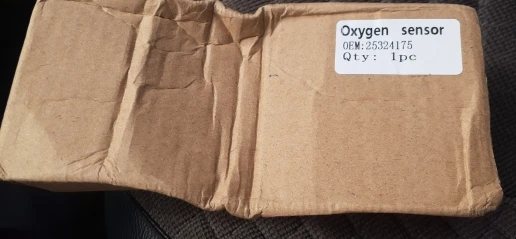 Oxygen sensor
OEM:25324175
Qty: 1pc